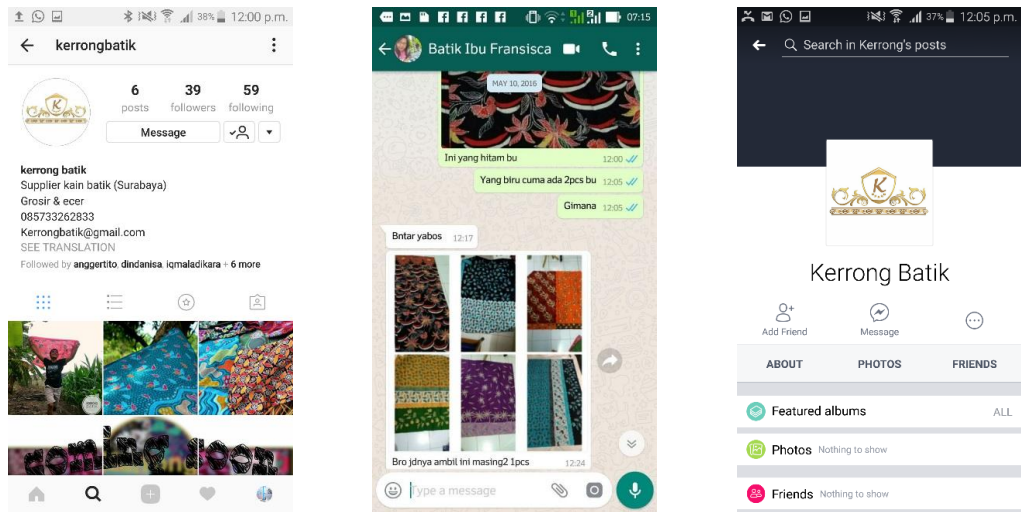 38% 12:00 p.m.
kerrongbatik
6 39 59
posts followers following
Message
kerrong batik
Supplier kain batik (Surabaya)
Grosir & ecer
085733262833
Kerrongbatik@gmail.com
SEE TRANSLATION
Followed by anggertito, dindanisa, iqmaladikara + 6 more
coming soon
07:15
Batik Ibu Fransisca
MAY 10, 2016
Ini yang hitam bu 12:00
Yang biru cuma ada 2pcs bu 12:05
Gimana 12:05
Bntar yabos 12:17
Bro jdnya ambil ini masing2 1pcs 12:24
Type a message
37% 12:05 p.m.
Search in Kerrong's posts
K
Kerrong Batik
Add Friend Message
ABOUT PHOTOS FRIENDS
Featured albums ALL
Photos Nothing to show
Friends Nothing to show